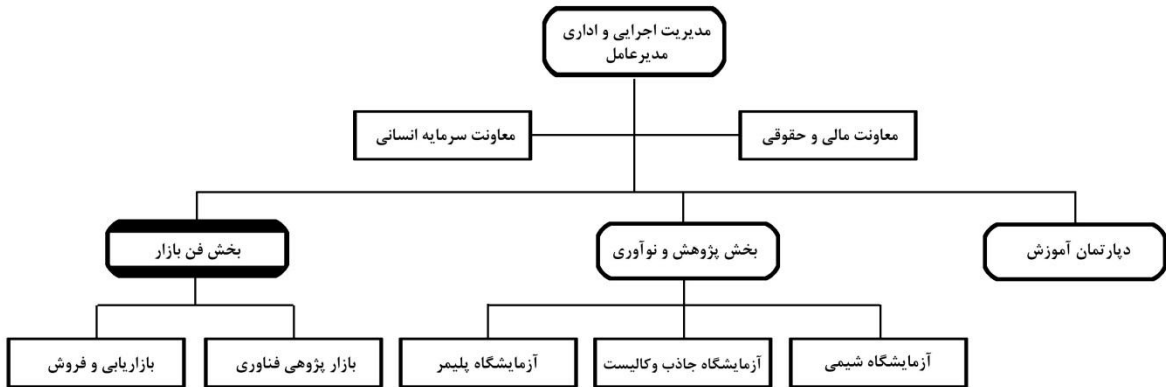 مدیریت اجرایی و اداری
مدیرعامل
معاونت مالی و حقوقی
معاونت سرمایه انسانی
دپارتمان آموزش
بخش پژوهش و نوآوری
بخش فن بازار
آزمایشگاه شیمی
آزمایشگاه جاذب وکالیست
آزمایشگاه پلیمر
بازار پژوهی فناوری
بازاریابی و فروش